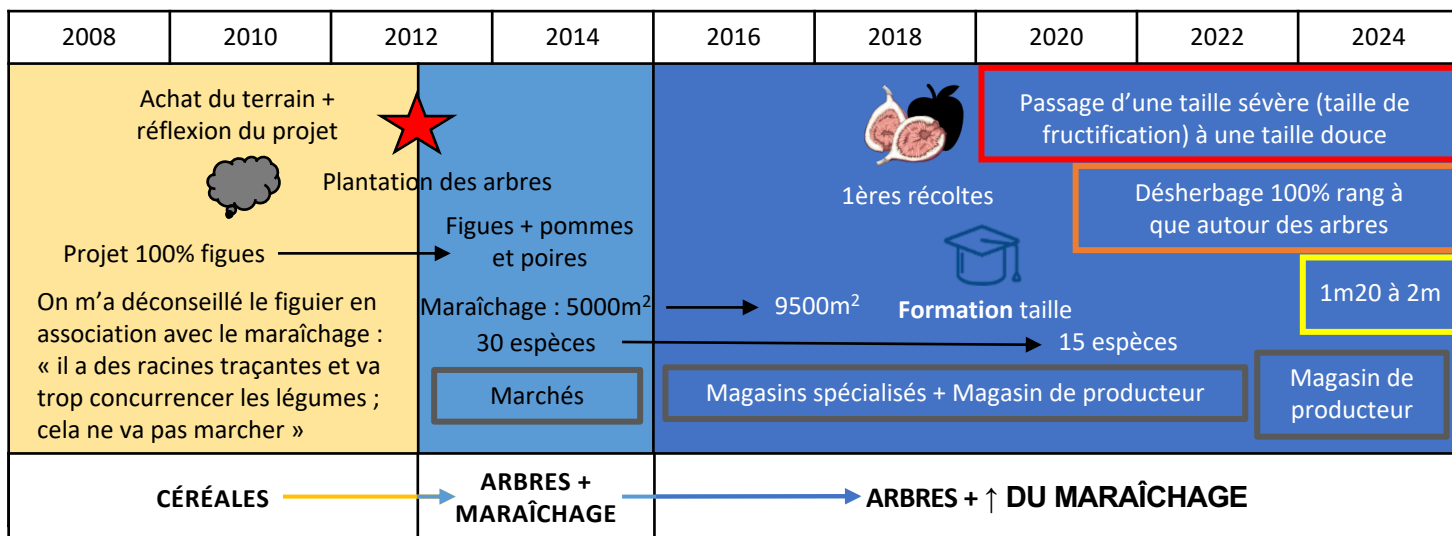 2008
2010
2012
2014
2016
2018
2020
2022
2024
Achat du terrain +
réflexion du projet
Plantation des arbres
Projet 100% figues
Figues + pommes
et poires
On m’a déconseillé le figuier en
association avec le maraîchage :
« il a des racines traçantes et va
trop concurrencer les légumes ;
cela ne va pas marcher »
Maraîchage : 5000m²
9500m²
30 espèces
15 espèces
Marchés
1ères récoltes
Formation taille
Magasins spécialisés + Magasin de producteur
Passage d’une taille sévère (taille de
fructification) à une taille douce
Désherbage 100% rang à
que autour des arbres
1m20 à 2m
Magasin de
producteur
CÉRÉALES
ARBRES +
MARAÎCHAGE
ARBRES + ↑ DU MARAÎCHAGE